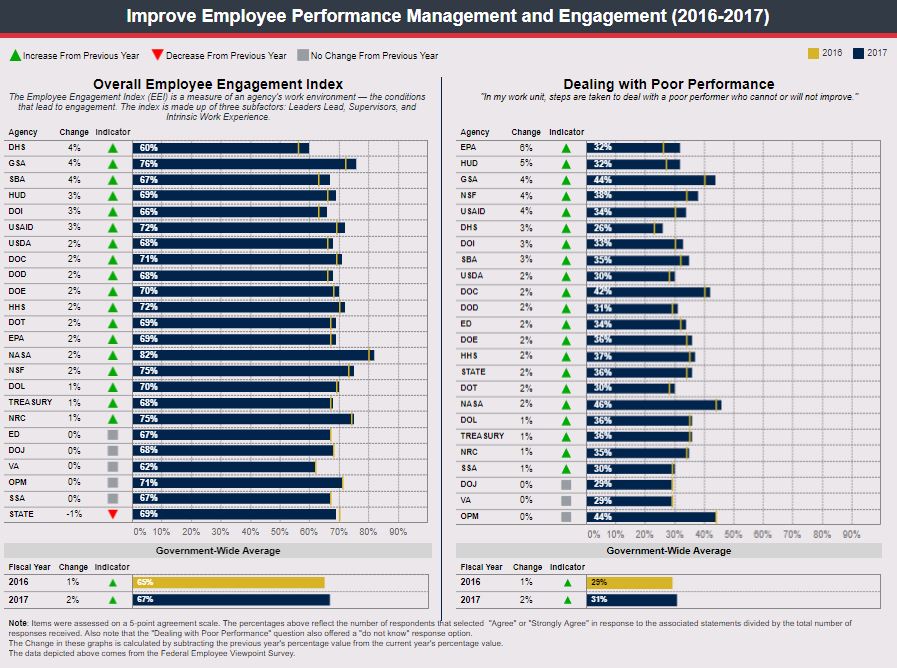 Improve Employee Performance Management and Engagement (2016-2017)
Increase From Previous Year Decrease From Previous Year No Change From Previous Year 2016 2017
Overall Employee Engagement Index
The Employee Engagement Index (EEI) is a measure of an agency's work environment — the conditions
that lead to engagement. The index is made up of three subfactors: Leaders Lead, Supervisors, and
Intrinsic Work Experience.
Agency Change Indicator
DHS 4% 60%
GSA 4% 76%
SBA 4% 67%
HUD 3% 69%
DOI 3% 66%
USAID 3% 72%
USDA 2% 68%
DOC 2% 71%
DOD 2% 68%
DOE 2% 70%
HHS 2% 72%
DOT 2% 69%
EPA 2% 69%
NASA 2% 82%
NSF 2% 75%
DOL 1% 70%
TREASURY 1% 68%
NRC 1% 75%
ED 0% 67%
DOJ 0% 68%
VA 0% 62%
OPM 0% 71%
SSA 0% 67%
STATE -1% 69%
0% 10% 20% 30% 40% 50% 60% 70% 80% 90%
Government-Wide Average
Fiscal Year Change Indicator
2016 1% 65%
2017 2% 67%
Dealing with Poor Performance
"In my work unit, steps are taken to deal with a poor performer who cannot or will not improve."
Agency Change Indicator
EPA 6% 32%
HUD 5% 32%
GSA 4% 44%
NSF 4% 38%
USAID 4% 34%
DHS 3% 26%
DOI 3% 33%
SBA 3% 35%
USDA 2% 30%
DOC 2% 42%
DOD 2% 31%
ED 2% 34%
DOE 2% 36%
HHS 2% 37%
STATE 2% 36%
DOT 2% 30%
NASA 2% 46%
DOL 1% 36%
TREASURY 1% 36%
NRC 1% 35%
SSA 1% 30%
DOJ 0% 29%
VA 0% 29%
OPM 0% 44%
0% 10% 20% 30% 40% 50% 60% 70% 80% 90%
Government-Wide Average
Fiscal Year Change Indicator
2016 1% 29%
2017 2% 31%
Note: Items were assessed on a 5-point agreement scale. The percentages above reflect the number of respondents that selected "Agree" or "Strongly Agree" in response to the associated statements divided by the total number of
responses received. Also note that the "Dealing with Poor Performance" question also offered a "do not know" response option.
The Change in these graphs is calculated by subtracting the previous year's percentage value from the current year's percentage value.
The data depicted above comes from the Federal Employee Viewpoint Survey.